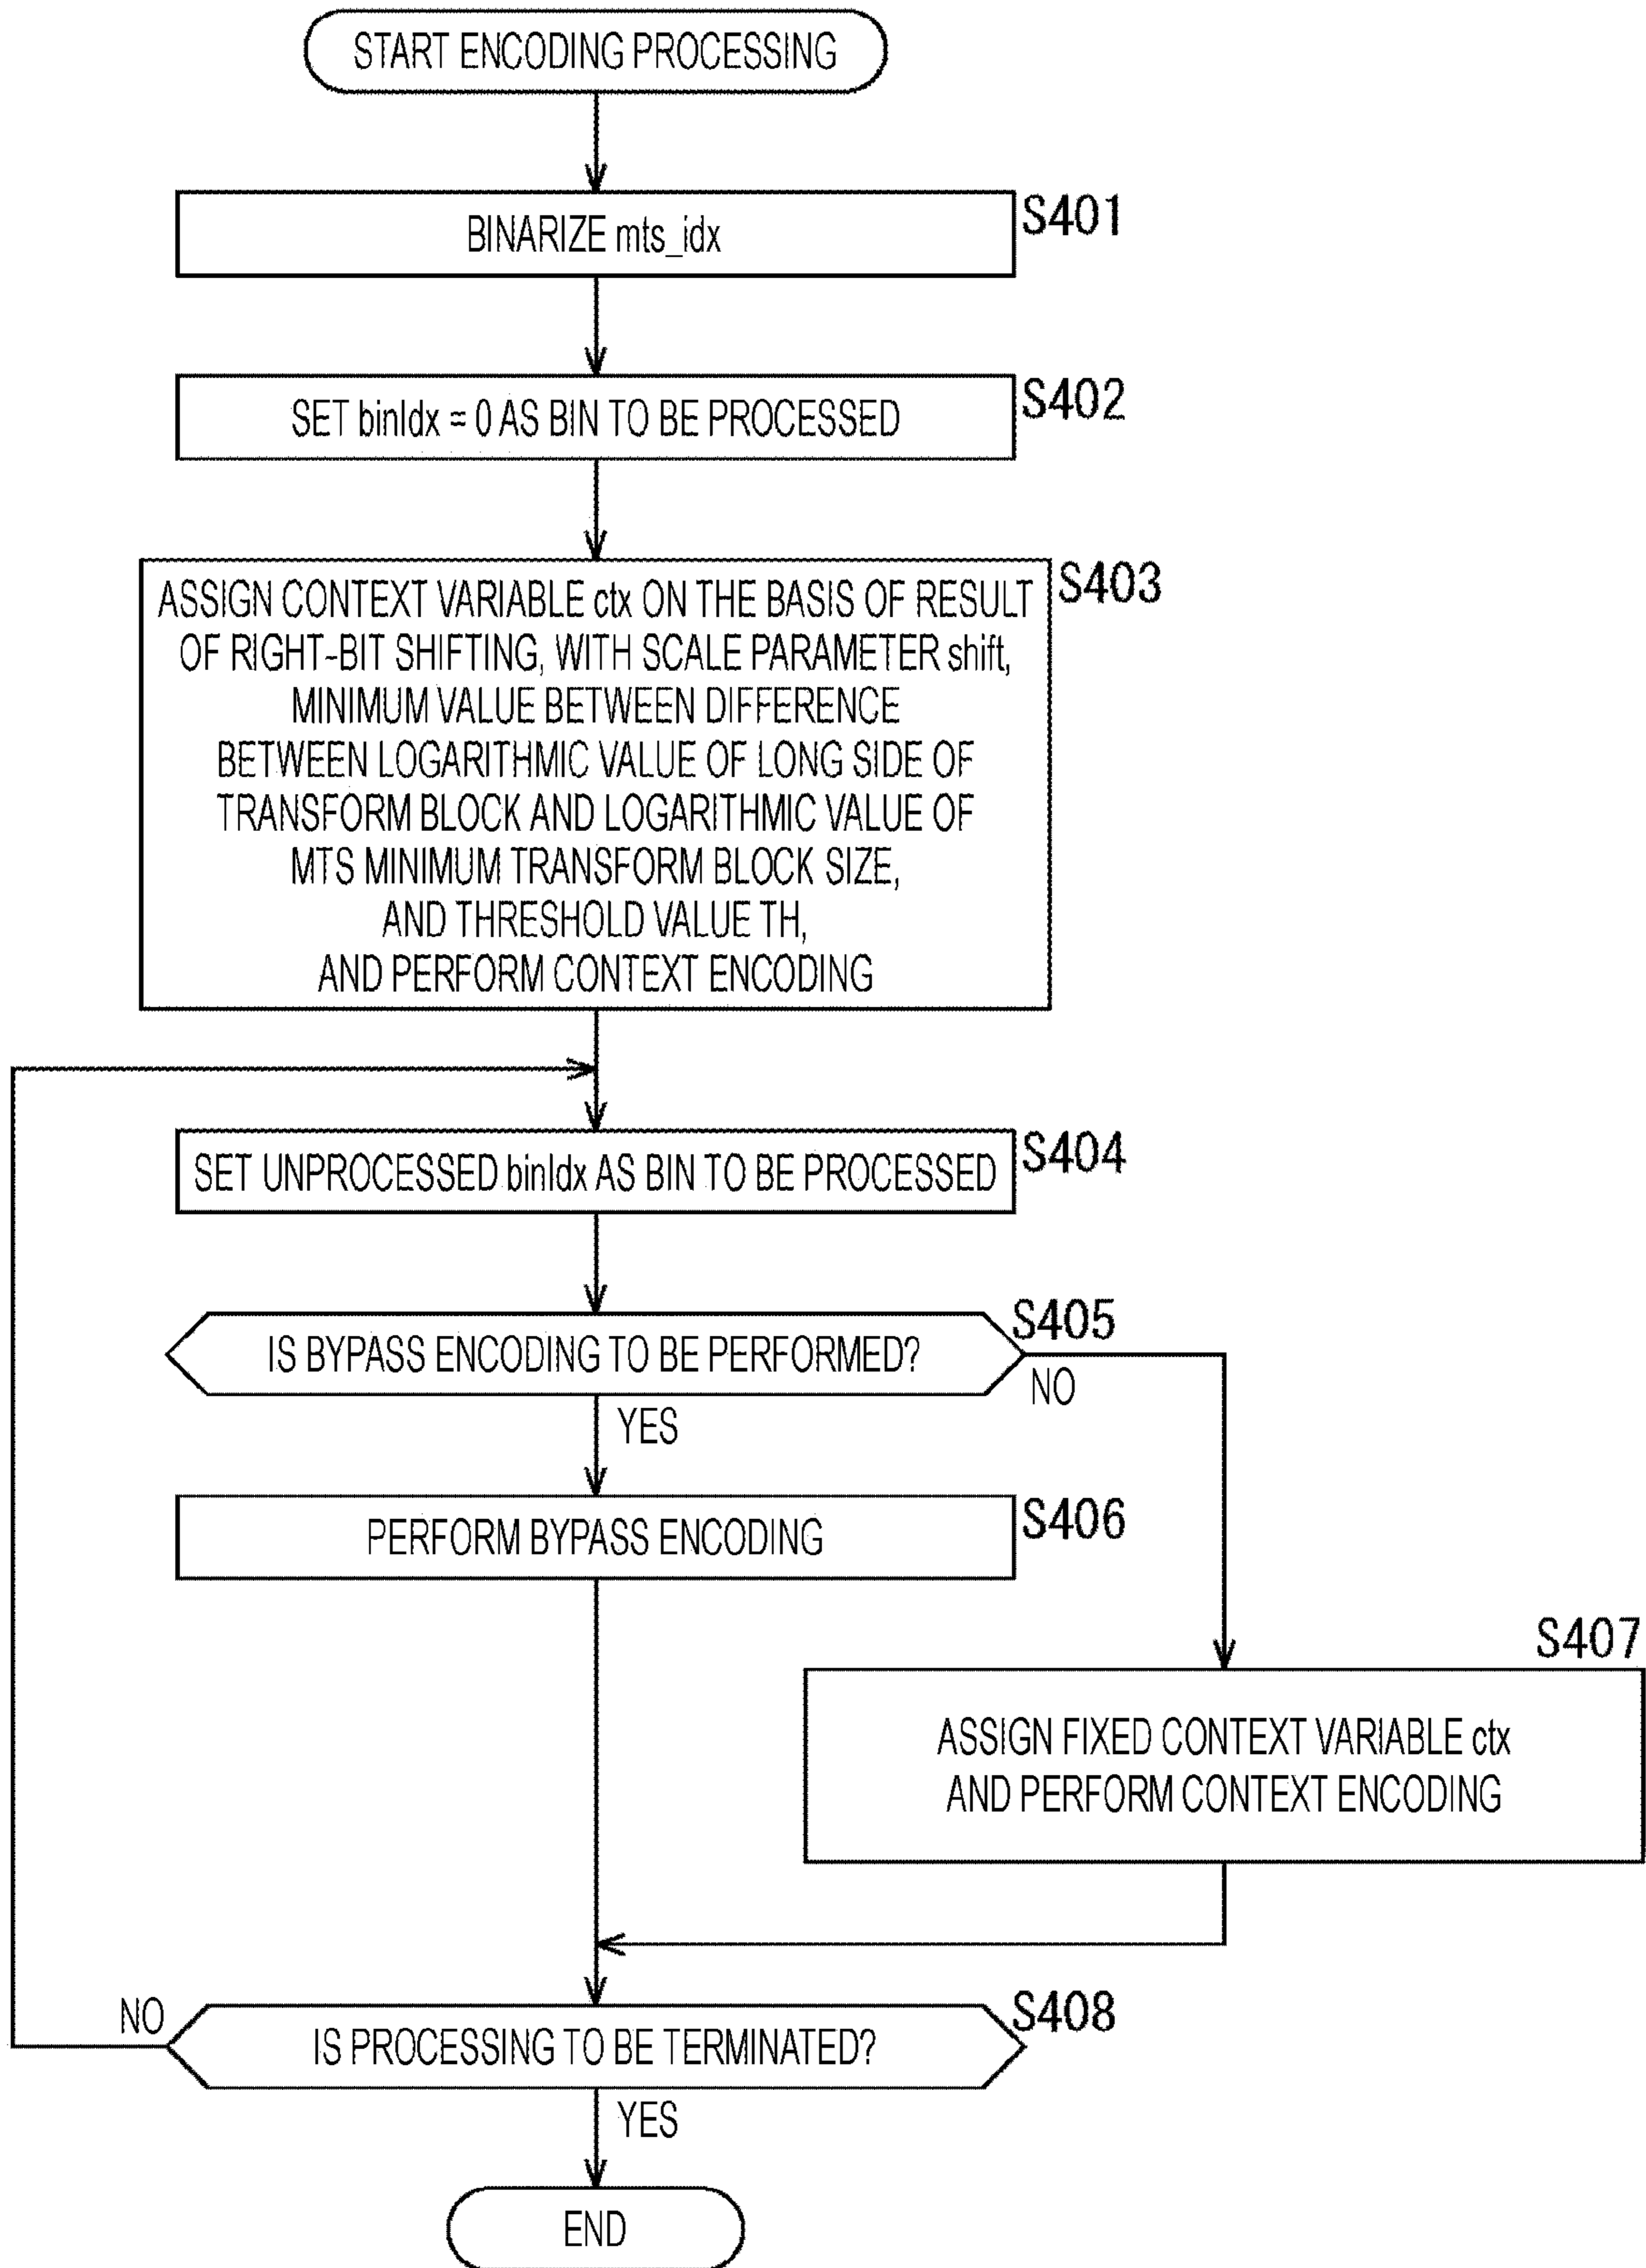 START ENCODING PROCESSING
BINARIZE mts_idx
S401
SET binIdx = 0 AS BIN TO BE PROCESSED
S402
ASSIGN CONTEXT VARIABLE ctx ON THE BASIS OF RESULT
OF RIGHT-BIT SHIFTING, WITH SCALE PARAMETER shift,
MINIMUM VALUE BETWEEN DIFFERENCE
BETWEEN LOGARITHMIC VALUE OF LONG SIDE OF
TRANSFORM BLOCK AND LOGARITHMIC VALUE OF
MTS MINIMUM TRANSFORM BLOCK SIZE,
AND THRESHOLD VALUE TH,
AND PERFORM CONTEXT ENCODING
S403
SET UNPROCESSED binIdx AS BIN TO BE PROCESSED
S404
IS BYPASS ENCODING TO BE PERFORMED?
S405
NO
YES
PERFORM BYPASS ENCODING
S406
S407
ASSIGN FIXED CONTEXT VARIABLE ctx
AND PERFORM CONTEXT ENCODING
NO
IS PROCESSING TO BE TERMINATED?
S408
YES
END